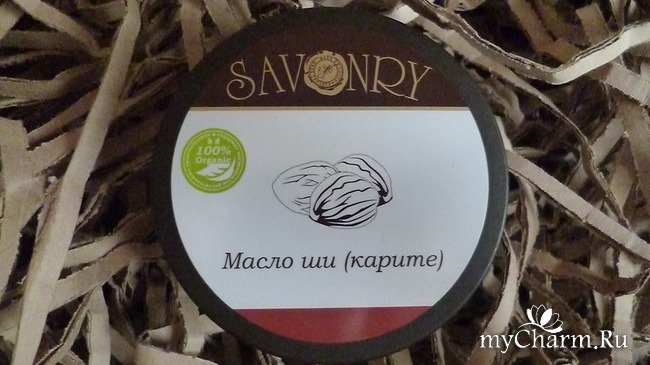 SAVONRY
100%
Organic
Масло ши (карите)
myCharm.Ru